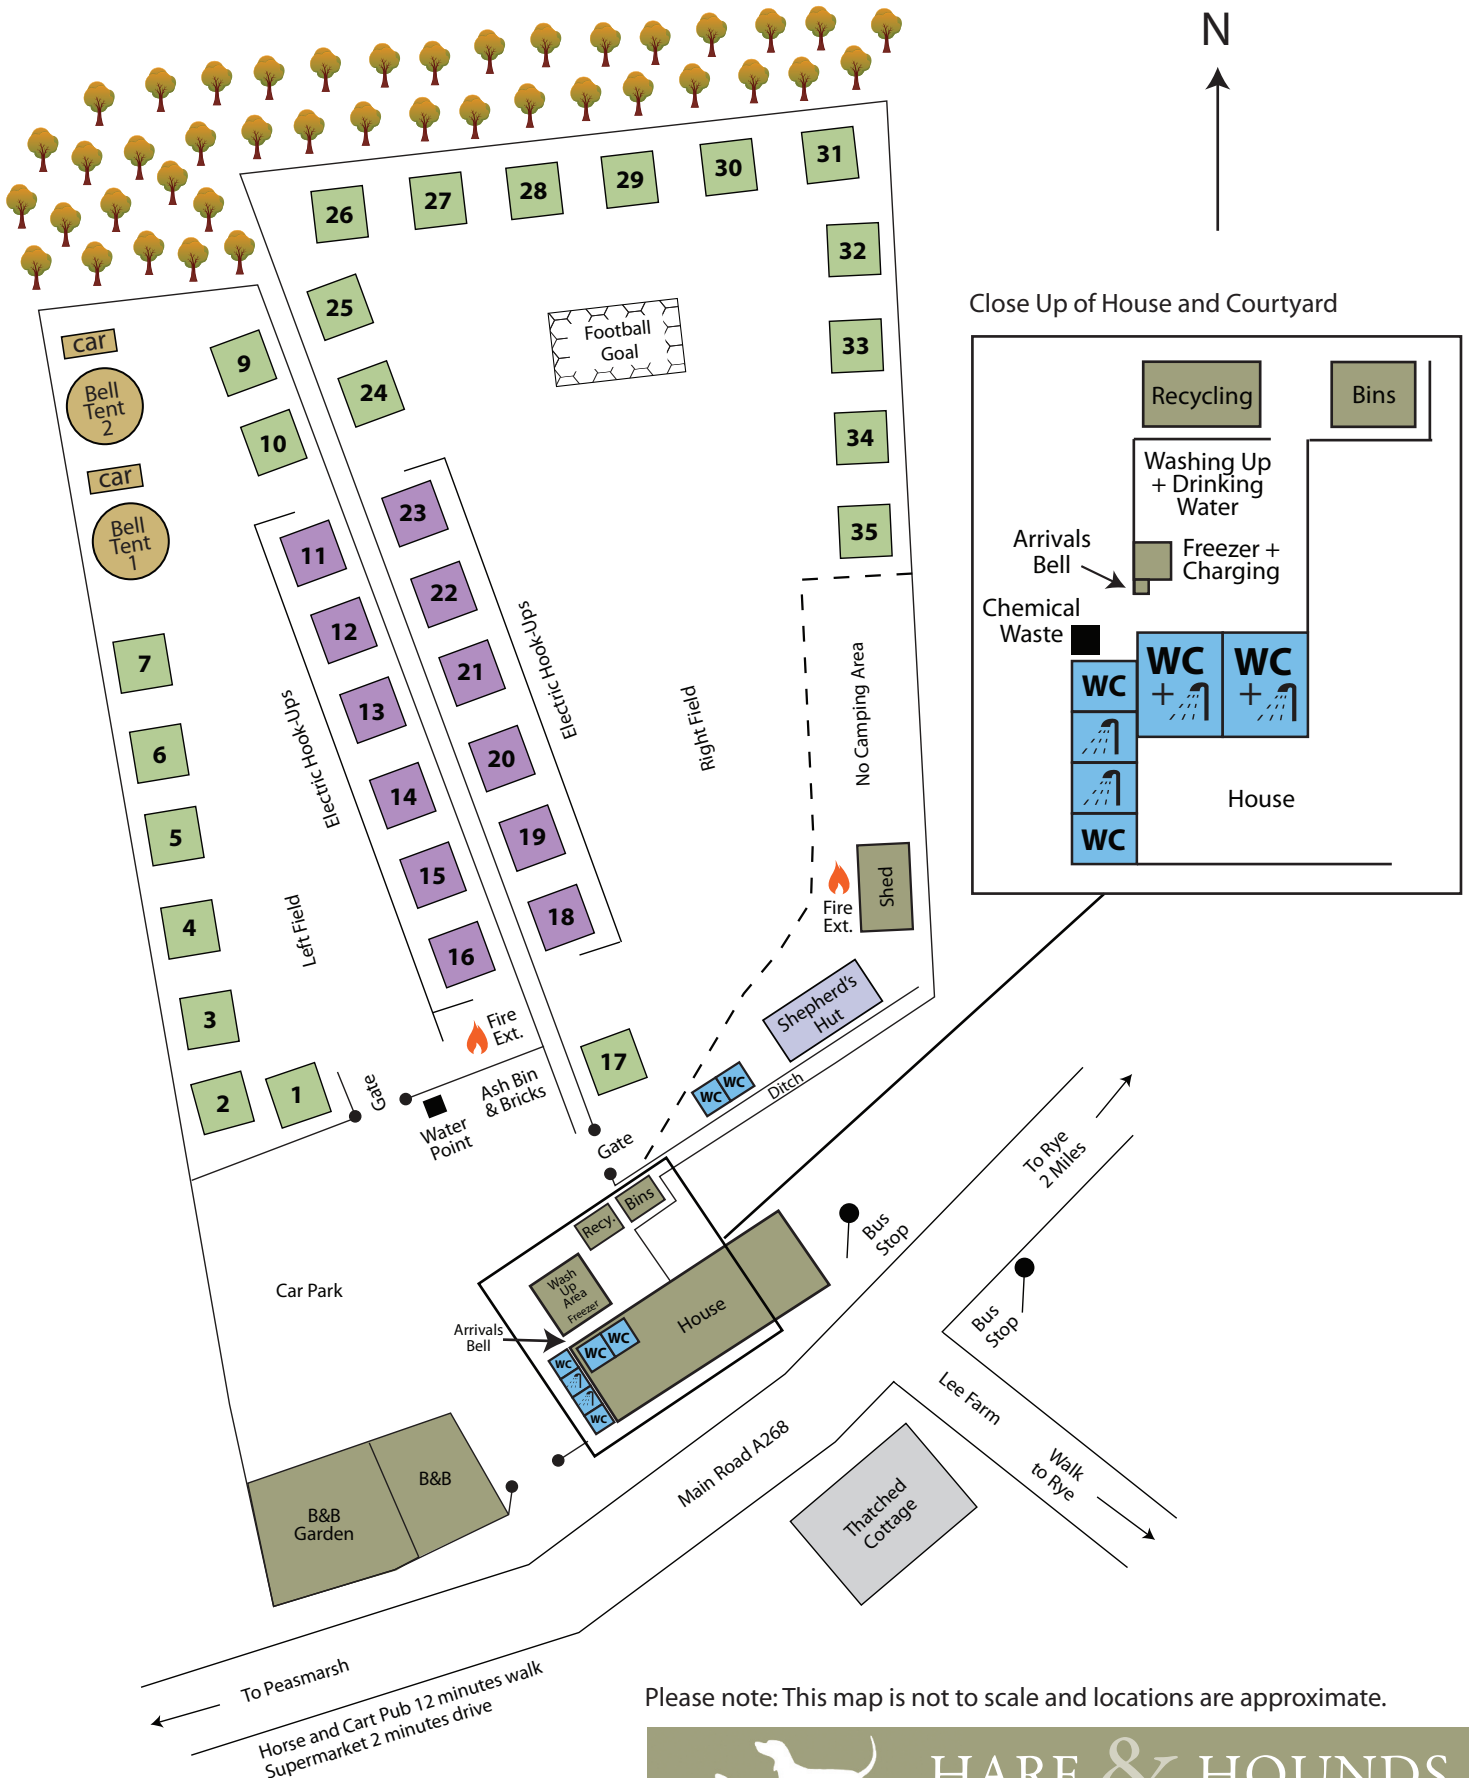 N
26
27
28
29
30
31
32
33
34
35
25
24
Football
Goal
car
Bell
Tent
2
car
Bell
Tent
1
9
10
11
12
13
14
15
16
Electric Hook-Ups
23
22
21
20
19
18
Electric Hook-Ups
7
6
5
4
3
2
1
Left Field
Right Field
No Camping Area
Fire
Ext.
Shed
Shepherd's
Hut
WC
WC
Ditch
17
Fire
Ext.
Ash Bin
& Bricks
Gate
Water
Point
Gate
Close Up of House and Courtyard
Recycling
Bins
Washing Up
+ Drinking
Water
Arrivals
Bell
Freezer +
Charging
Chemical
Waste
WC
+
WC
+
WC
WC
House
Bins
Recy.
Wash
Up
Area
Freezer
Arrivals
Bell
WC
WC
WC
WC
House
Car Park
B&B
B&B
Garden
Bus
Stop
To Rye
2 Miles
Bus
Stop
Lee Farm
Walk
to Rye
Main Road A268
Thatched
Cottage
To Peasmarsh
Horse and Cart Pub 12 minutes walk
Supermarket 2 minutes drive
Please note: This map is not to scale and locations are approximate.
HARE & HOUNDS